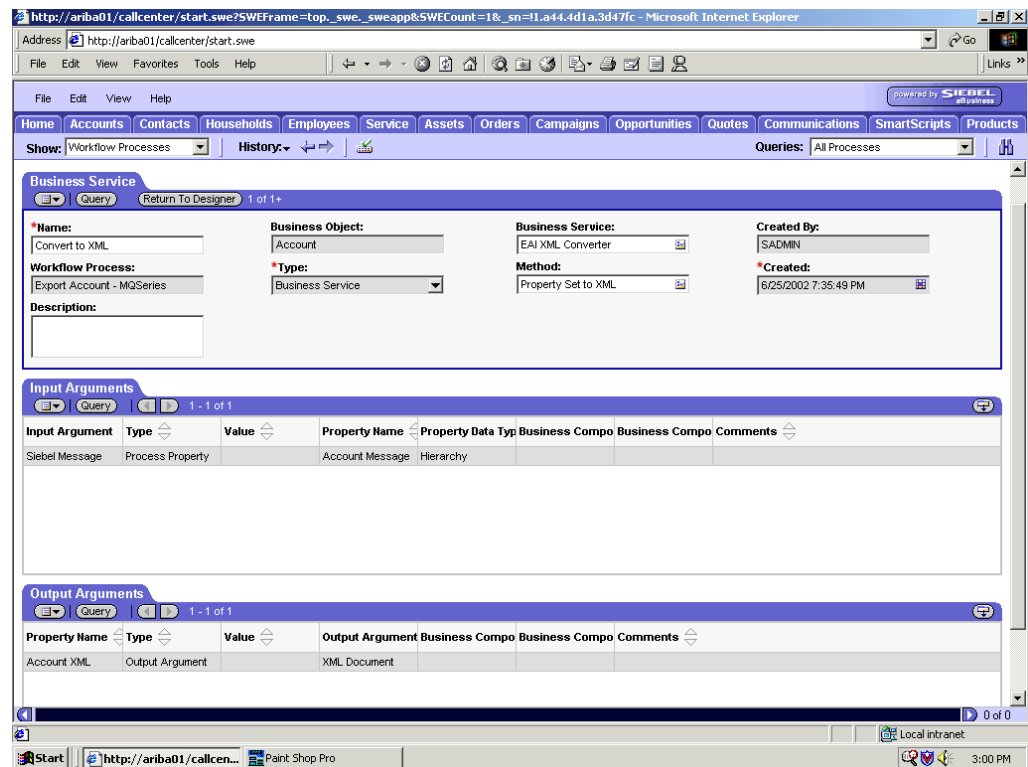 http://ariba01/callcenter/start.swe?SWEFrame=top._swe._sweapp&SWECount=1&_sn=!1.a44.4d1a.3d47fc - Microsoft Internet Explorer
Address http://ariba01/callcenter/start.swe Go
File Edit View Favorites Tools Help Links »
File Edit View Help powered by SIEBEL eBusiness
Home Accounts Contacts Households Employees Service Assets Orders Campaigns Opportunities Quotes Communications SmartScripts Products
Show: Workflow Processes History: Queries: All Processes
Business Service
Query Return To Designer 1 of 1+
*Name: Business Object: Business Service: Created By:
Convert to XML Account EAI XML Converter SADMIN
Workflow Process: *Type: Method: *Created:
Export Account - MQSeries Business Service Property Set to XML 6/25/2002 7:35:49 PM
Description:
Input Arguments
Query 1 - 1 of 1
Input Argument Type Value Property Name Property Data Typ Business Compo Business Compo Comments
Siebel Message Process Property Account Message Hierarchy
Output Arguments
Query 1 - 1 of 1
Property Name Type Value Output Argument Business Compo Business Compo Comments
Account XML Output Argument XML Document
0 of 0
Local intranet
Start http://ariba01/callcen... Paint Shop Pro 3:00 PM